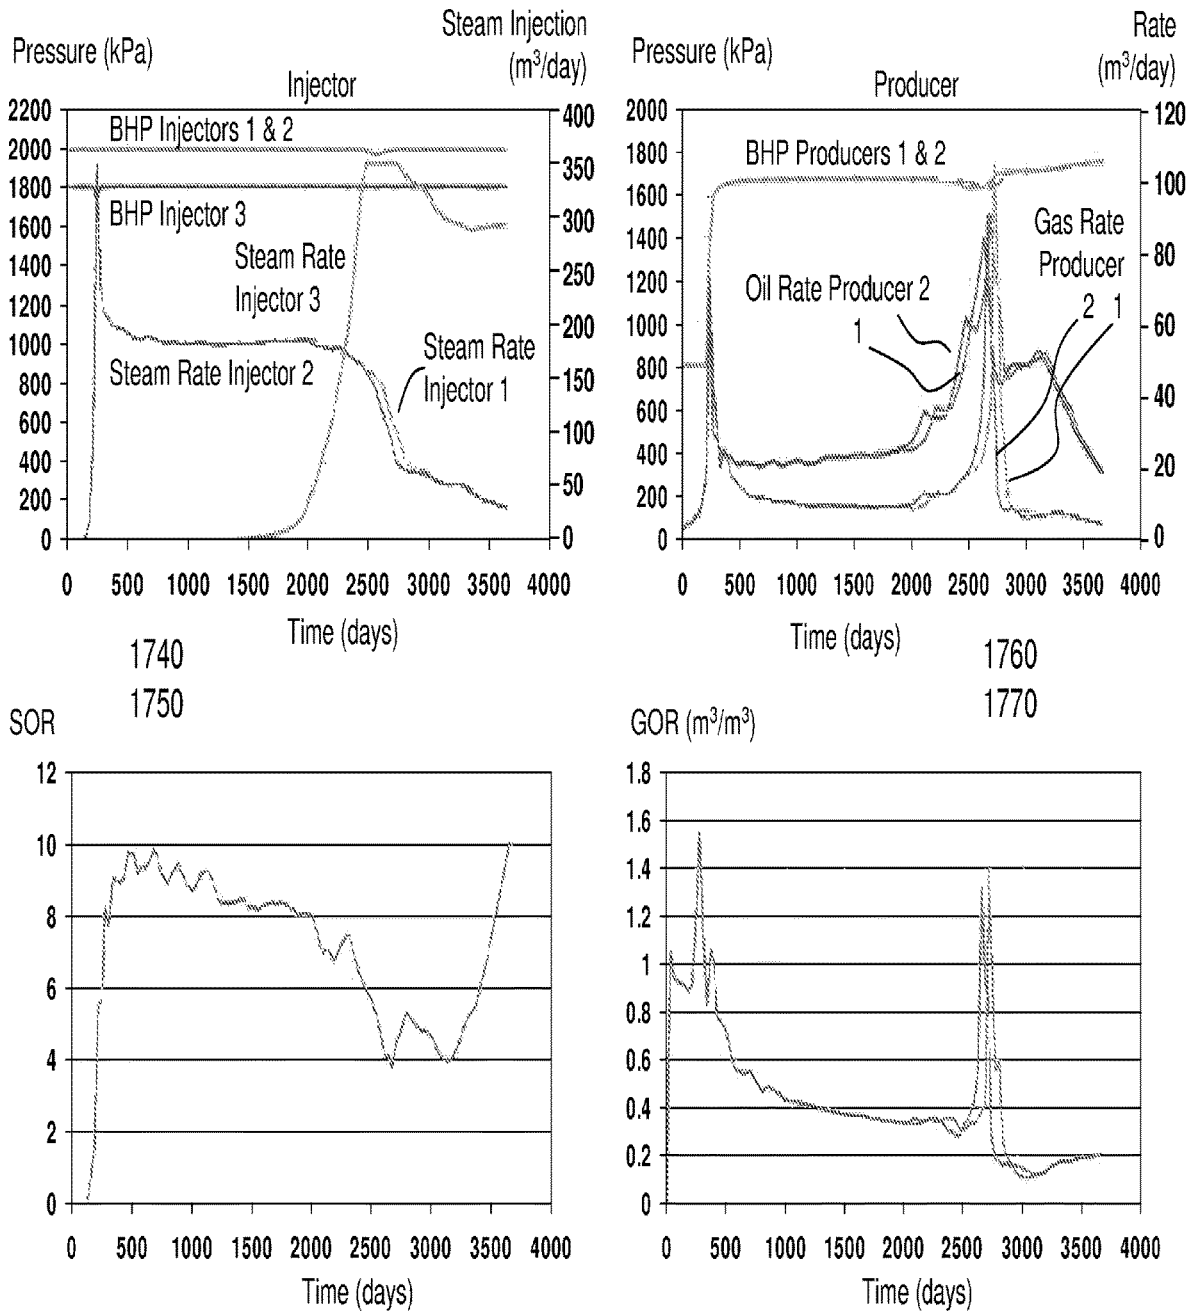 Pressure (kPa)
Steam Injection
(m³/day)
Injector
2200
2000
1800
1600
1400
1200
1000
800
600
400
200
0
BHP Injectors 1 & 2
BHP Injector 3
Steam Rate
Injector 3
Steam Rate Injector 2
Steam Rate
Injector 1
400
350
300
250
200
150
100
50
0
0 500 1000 1500 2000 2500 3000 3500 4000
Time (days)
1740
Pressure (kPa)
Rate
(m³/day)
Producer
2000
1800
1600
1400
1200
1000
800
600
400
200
0
BHP Producers 1 & 2
Oil Rate Producer 2
1
Gas Rate
Producer
2 1
120
100
80
60
40
20
0
0 500 1000 1500 2000 2500 3000 3500 4000
Time (days)
1760
1750
SOR
12
10
8
6
4
2
0
0 500 1000 1500 2000 2500 3000 3500 4000
Time (days)
1770
GOR (m³/m³)
1.8
1.6
1.4
1.2
1
0.8
0.6
0.4
0.2
0
0 500 1000 1500 2000 2500 3000 3500 4000
Time (days)